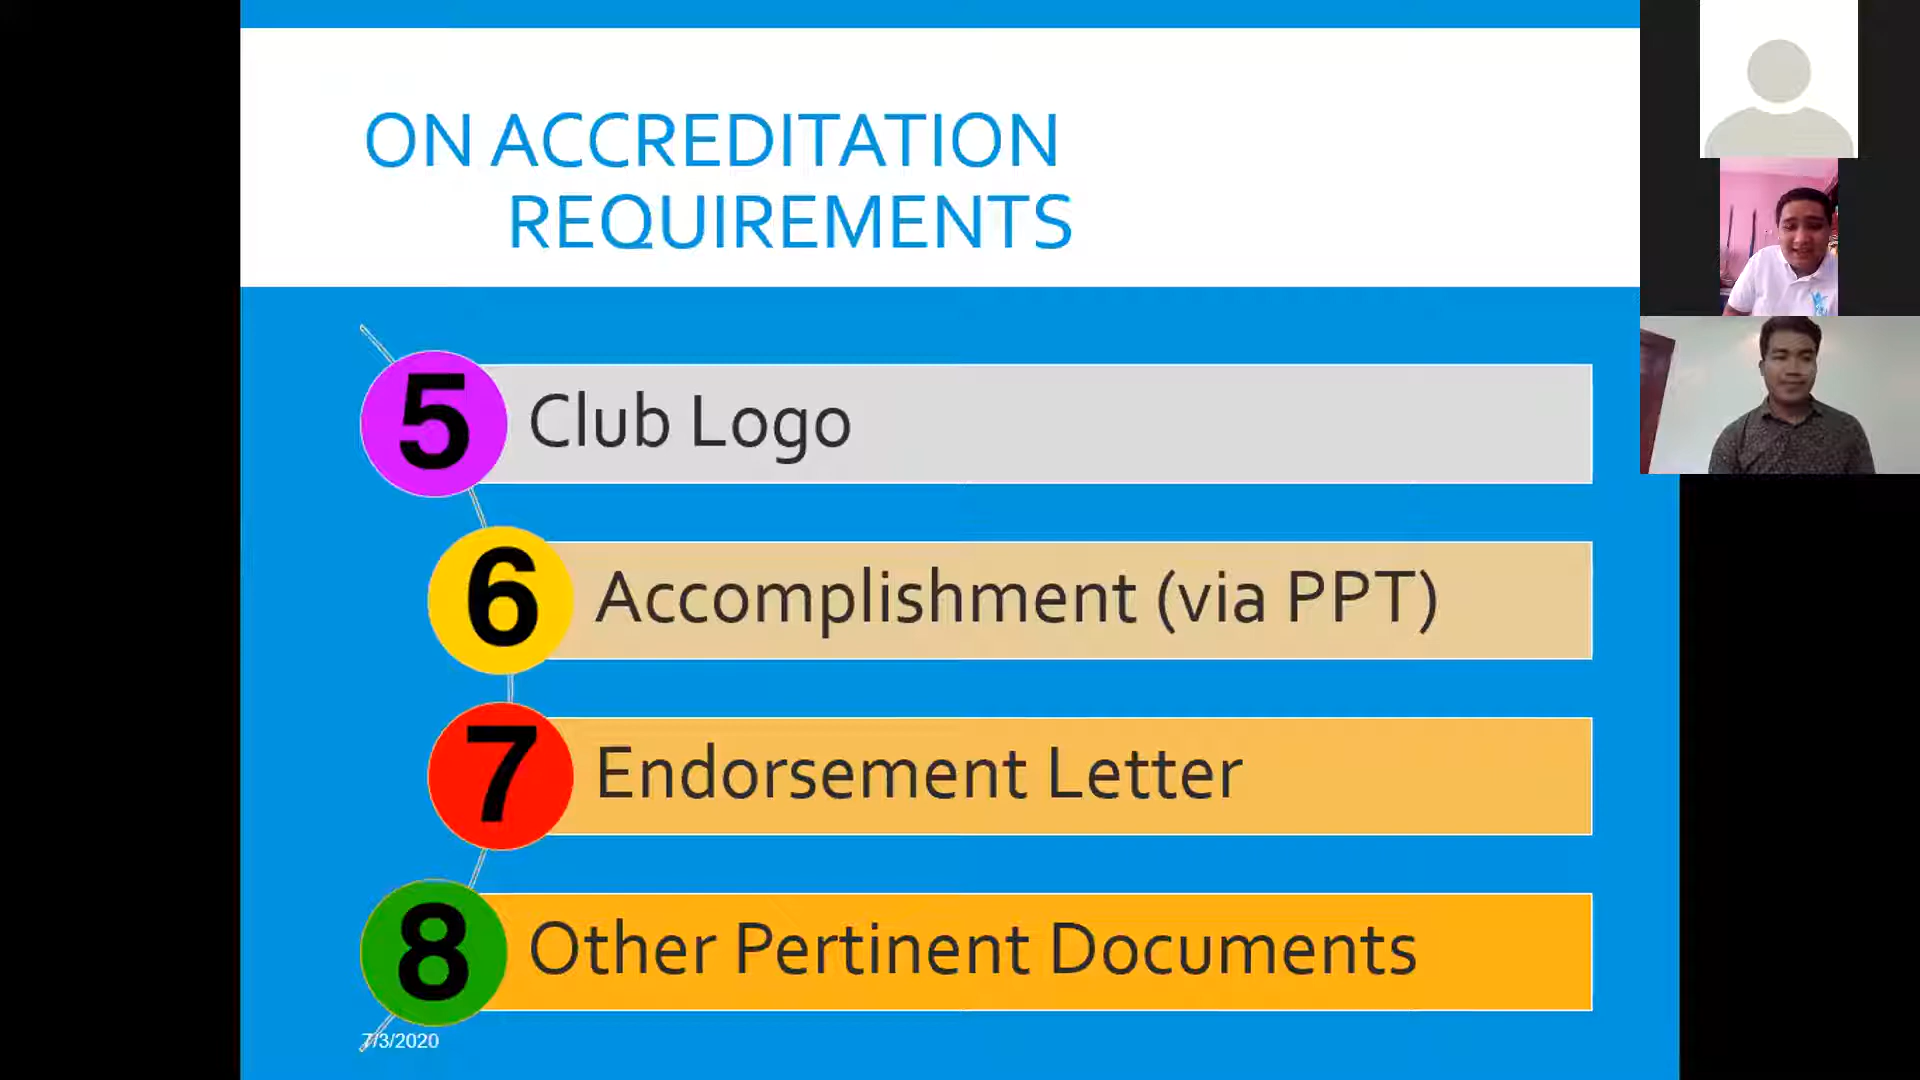 ON ACCREDITATION
REQUIREMENTS
5
Club Logo
6
Accomplishment (via PPT)
7
Endorsement Letter
8
Other Pertinent Documents
7/3/2020